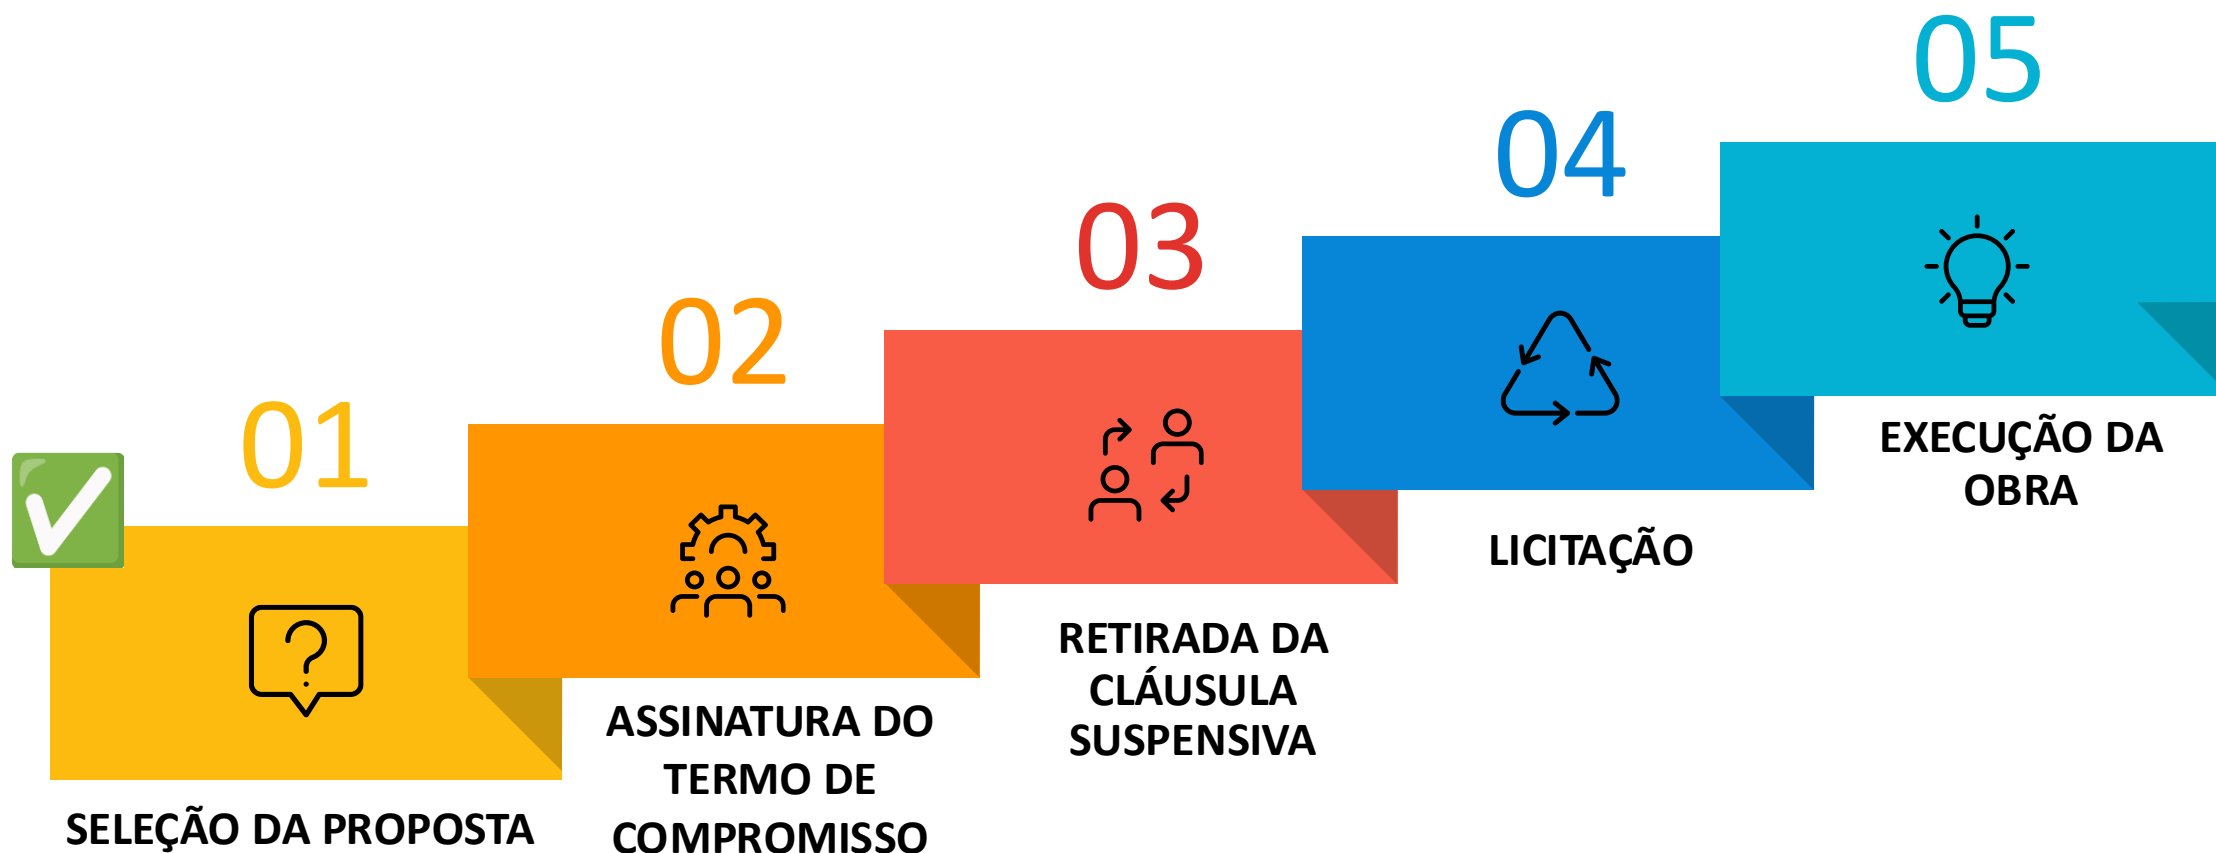 01
SELEÇÃO DA PROPOSTA
02
ASSINATURA DO
TERMO DE
COMPROMISSO
03
RETIRADA DA
CLÁUSULA
SUSPENSIVA
04
LICITAÇÃO
05
EXECUÇÃO DA
OBRA